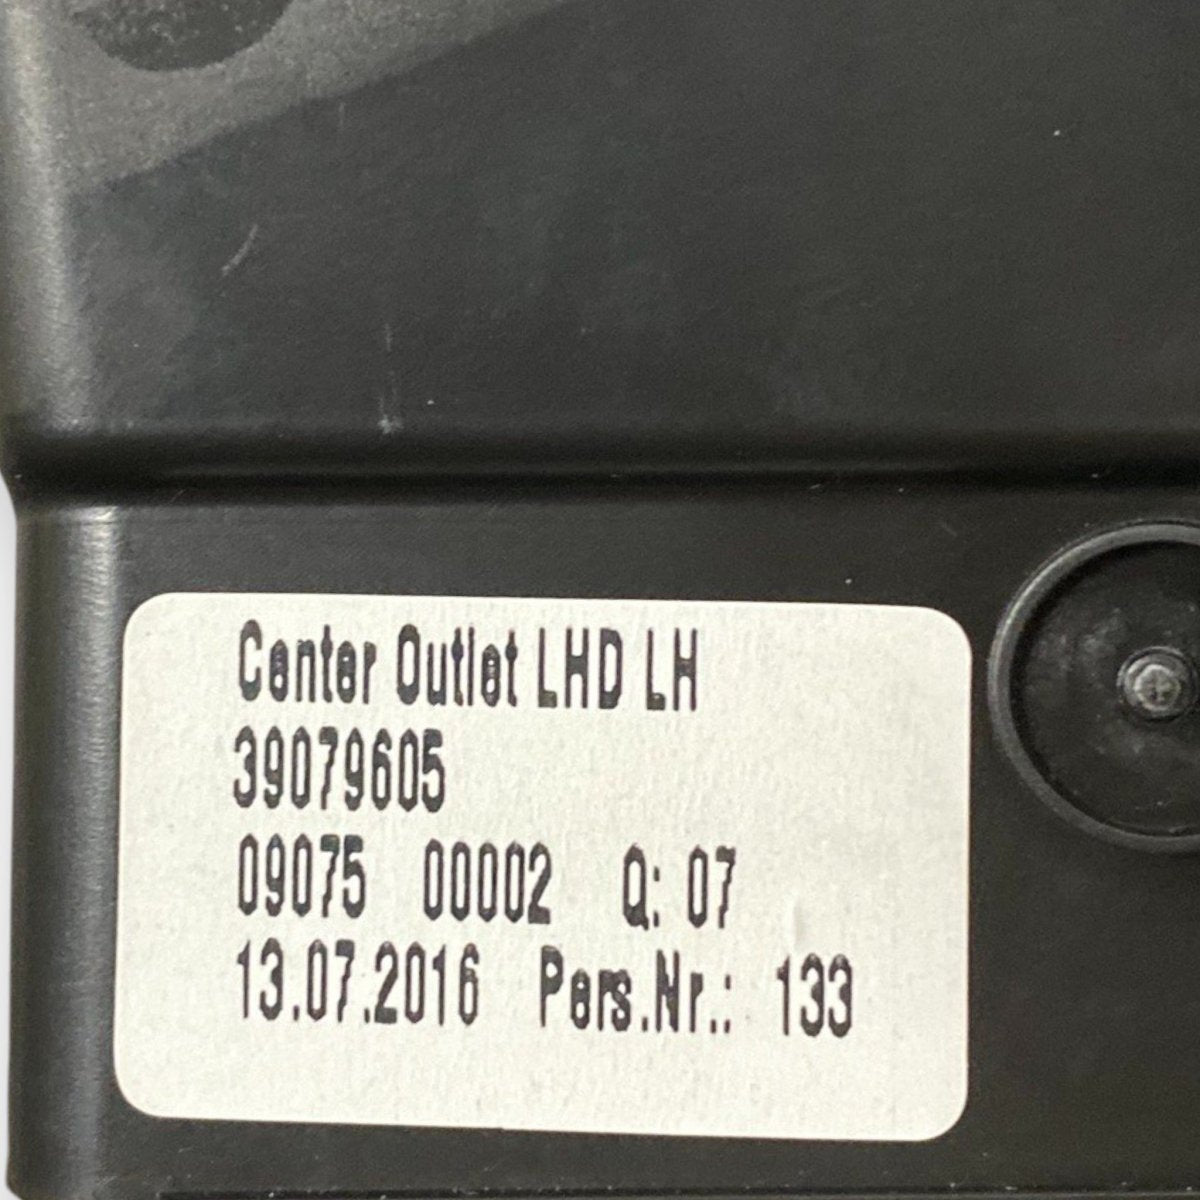 Center Outlet LHD LH
39079605
09075 00002 Q: 07
13.07.2016 Pers.Nr.: 133